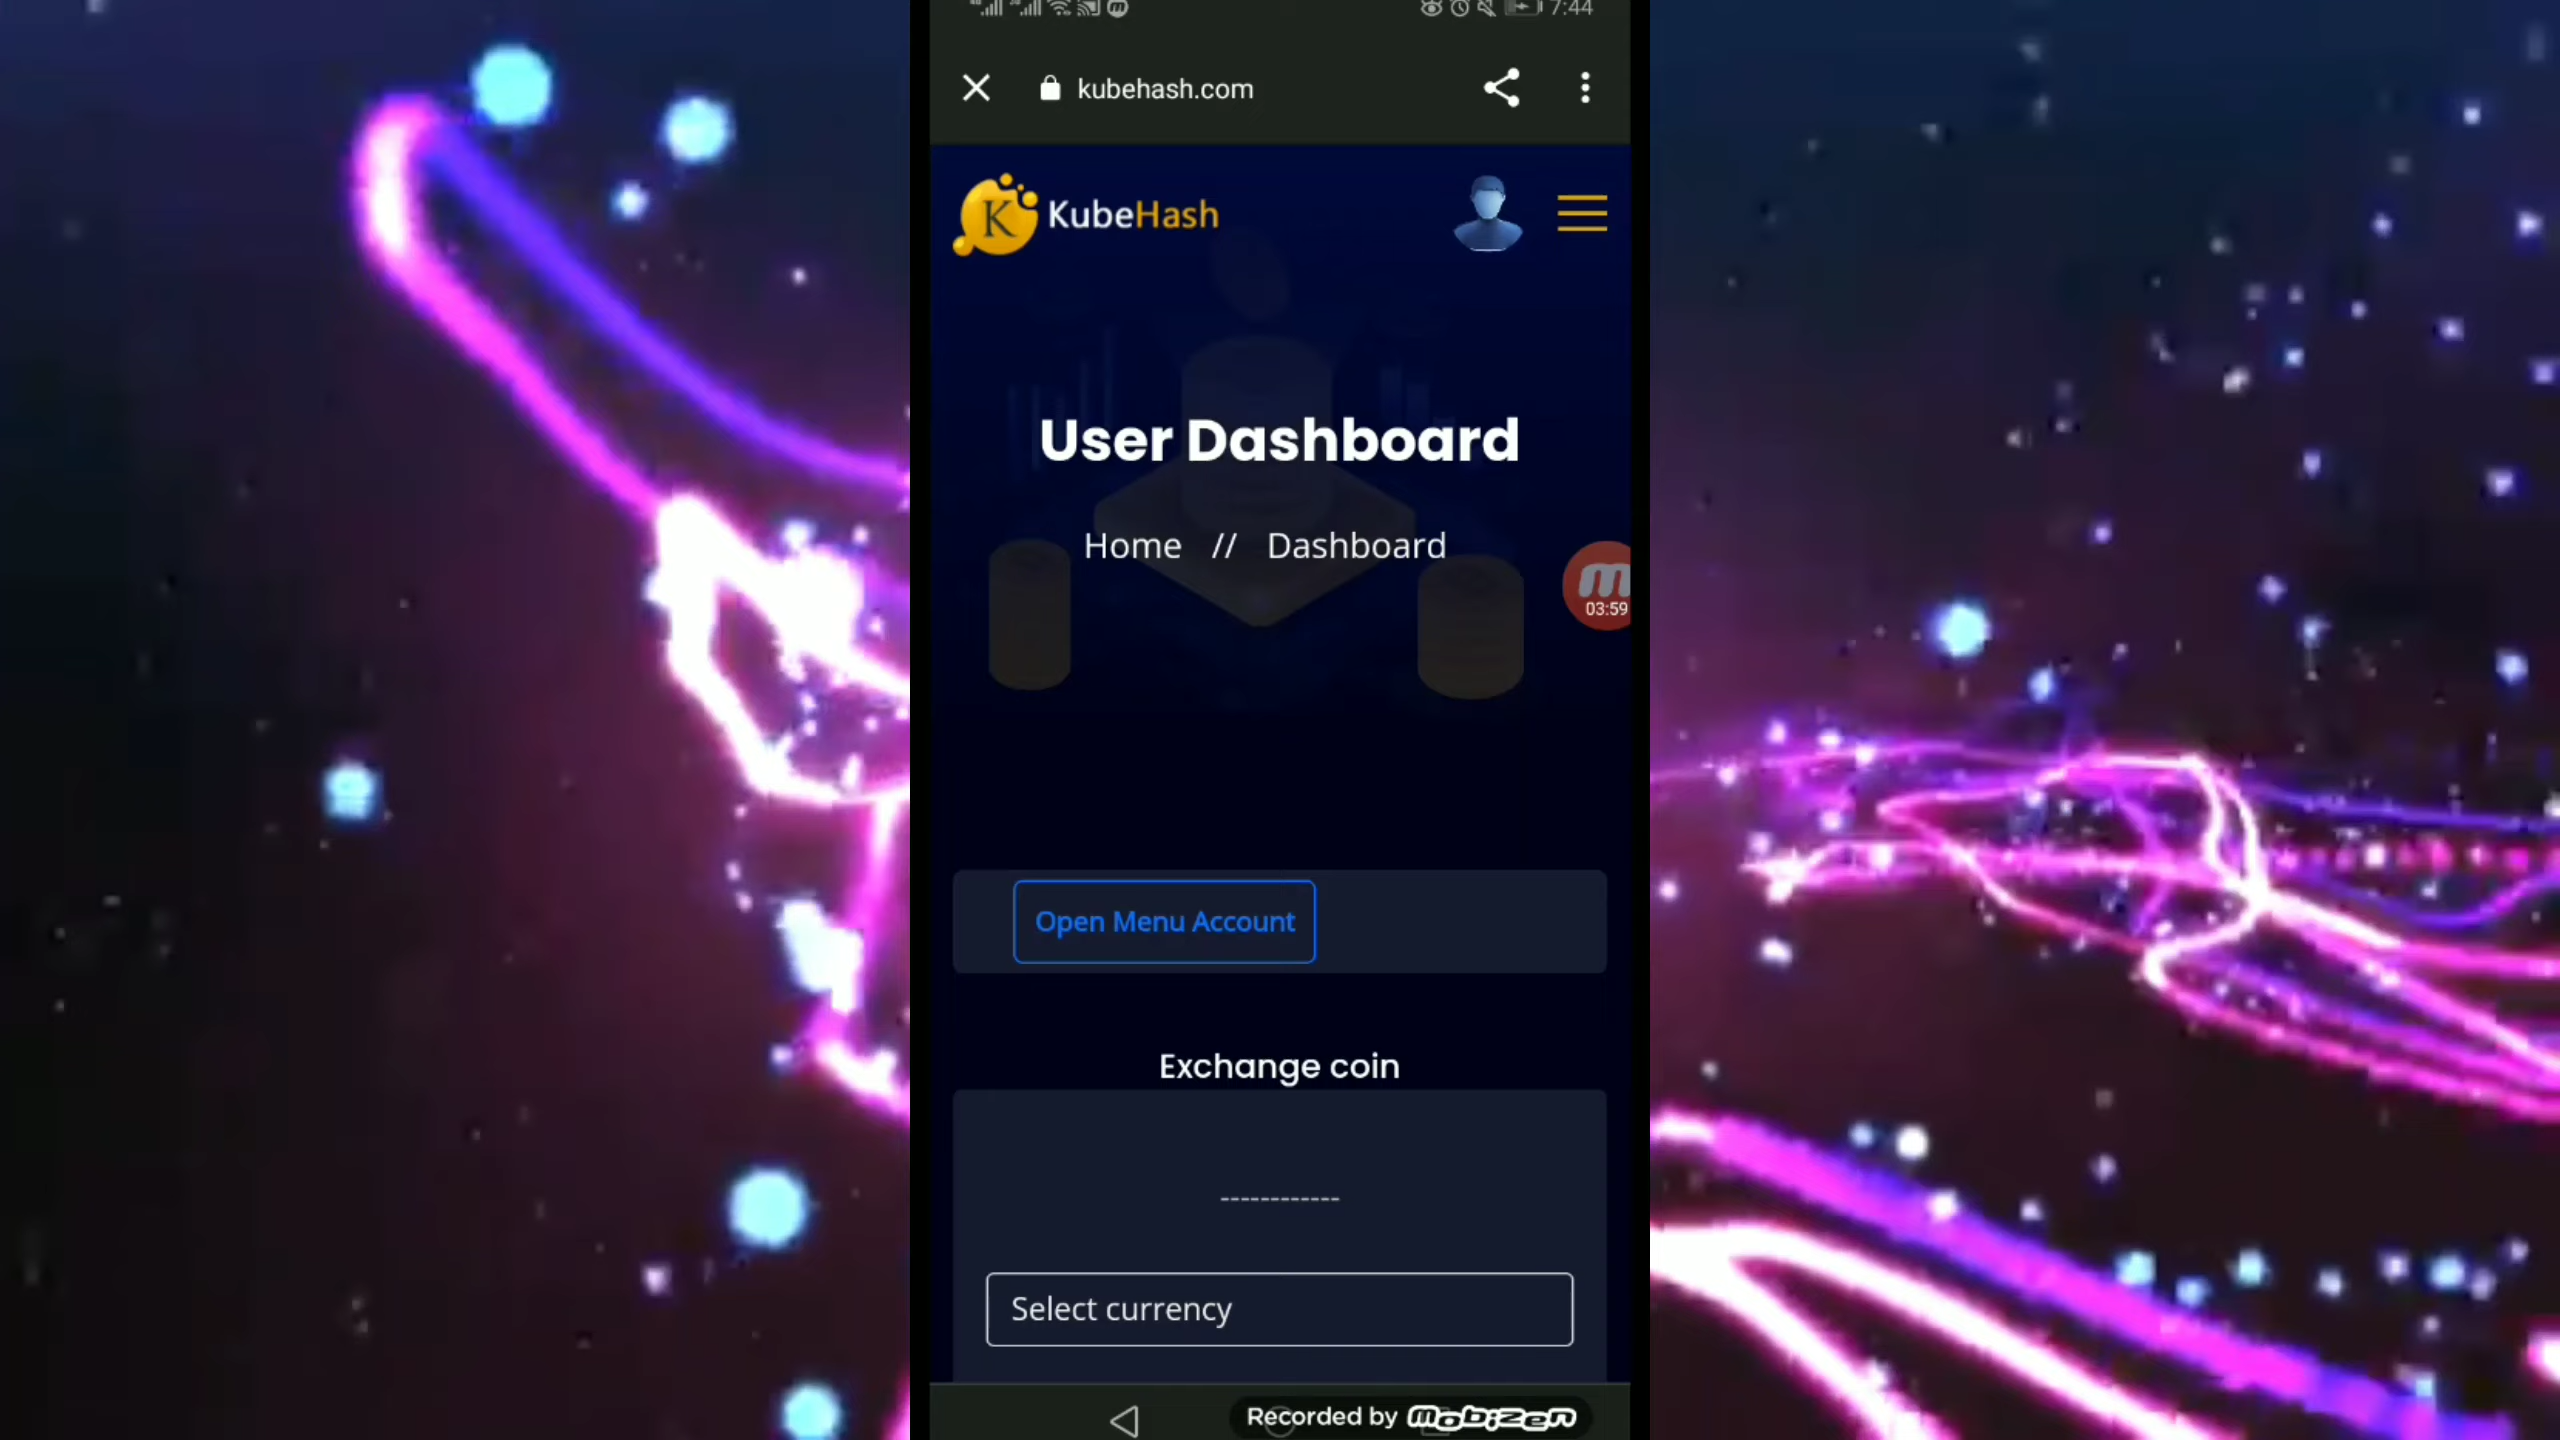 7:44
kubehash.com
K KubeHash
User Dashboard
Home // Dashboard
m
03:59
Open Menu Account
Exchange coin
------------
Select currency
Recorded by mobizen